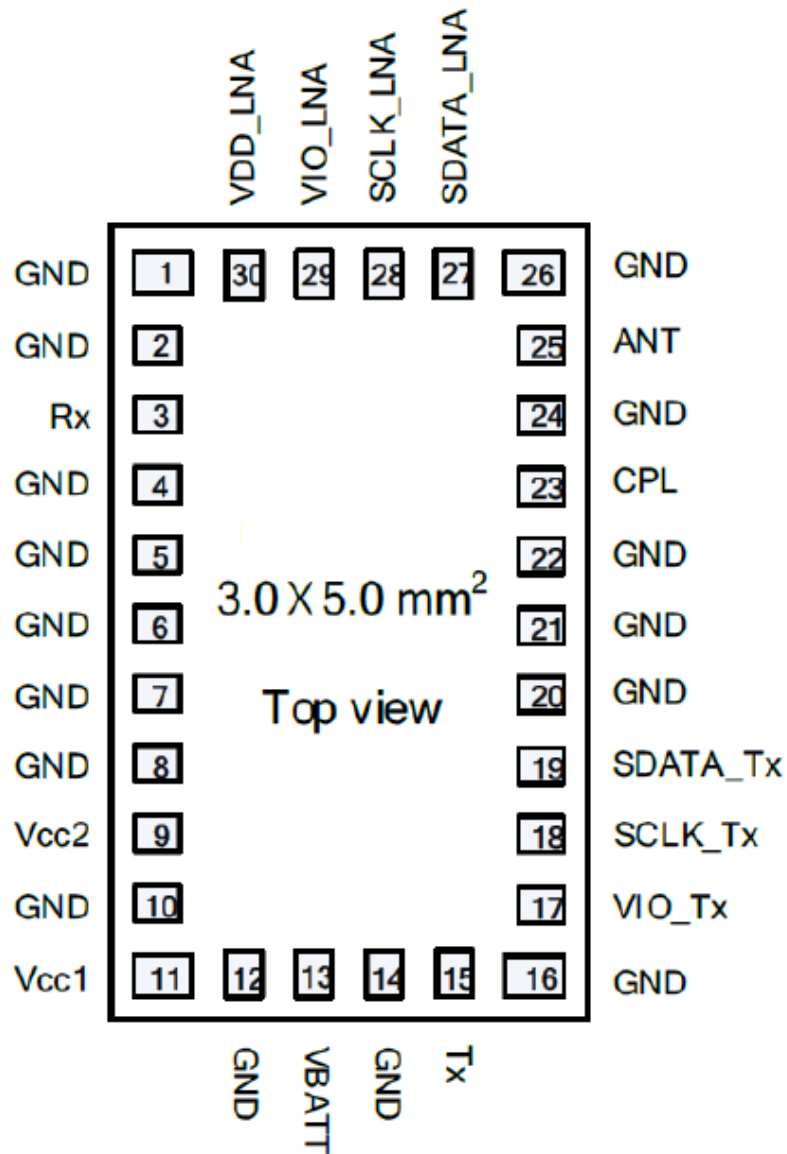 VDD_LNA VIO_LNA SCLK_LNA SDATA_LNA
GND 1 30 29 28 27 26 GND
GND 2 25 ANT
Rx 3 24 GND
GND 4 23 CPL
GND 5 22 GND
3.0 X 5.0 mm²
GND 6 21 GND
GND 7 20 GND
Top view
GND 8 19 SDATA_Tx
Vcc2 9 18 SCLK_Tx
GND 10 17 VIO_Tx
Vcc1 11 12 13 14 15 16 GND
GND VBATT GND Tx